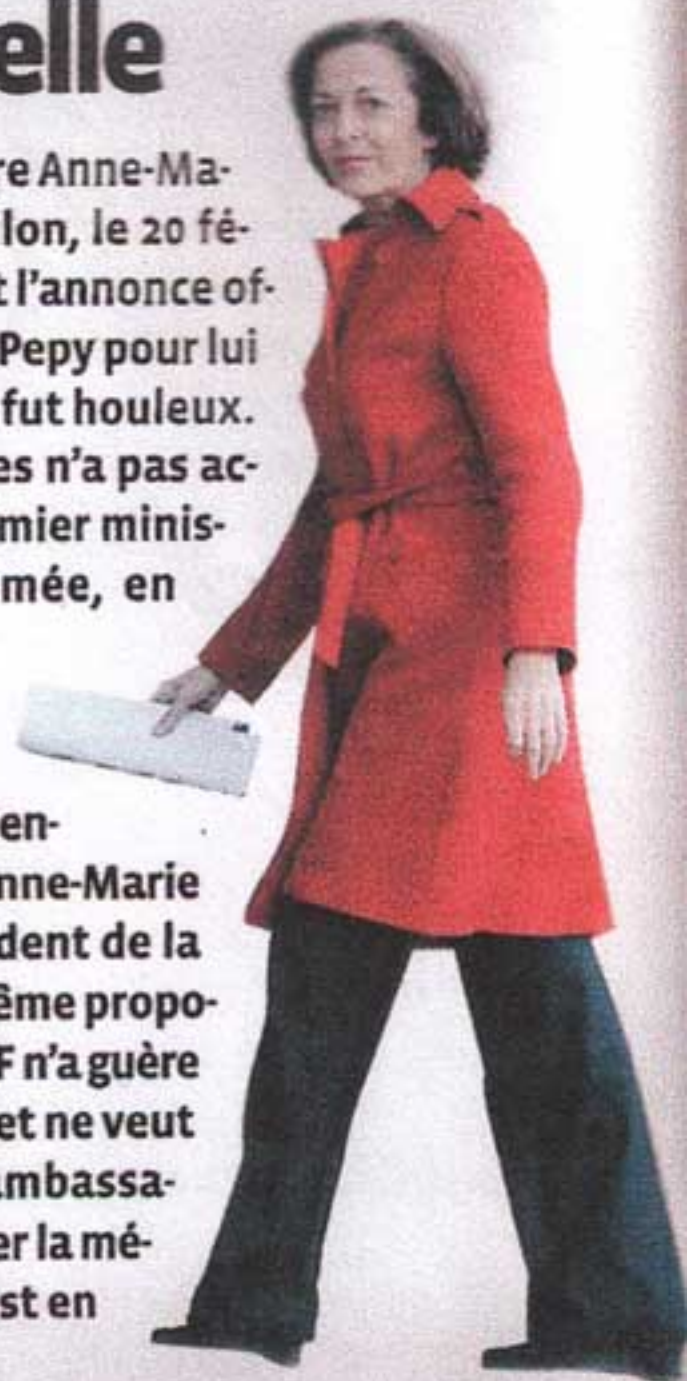 elle
re Anne-Ma-
lon, le 20 fé-
t l'annonce of-
Pepy pour lui
fut houleux.
es n'a pas ac-
mier minis-
mée, en
en-
nne-Marie
dent de la
ême propo-
F n'a guère
et ne veut
ambassa-
er la mé-
st en